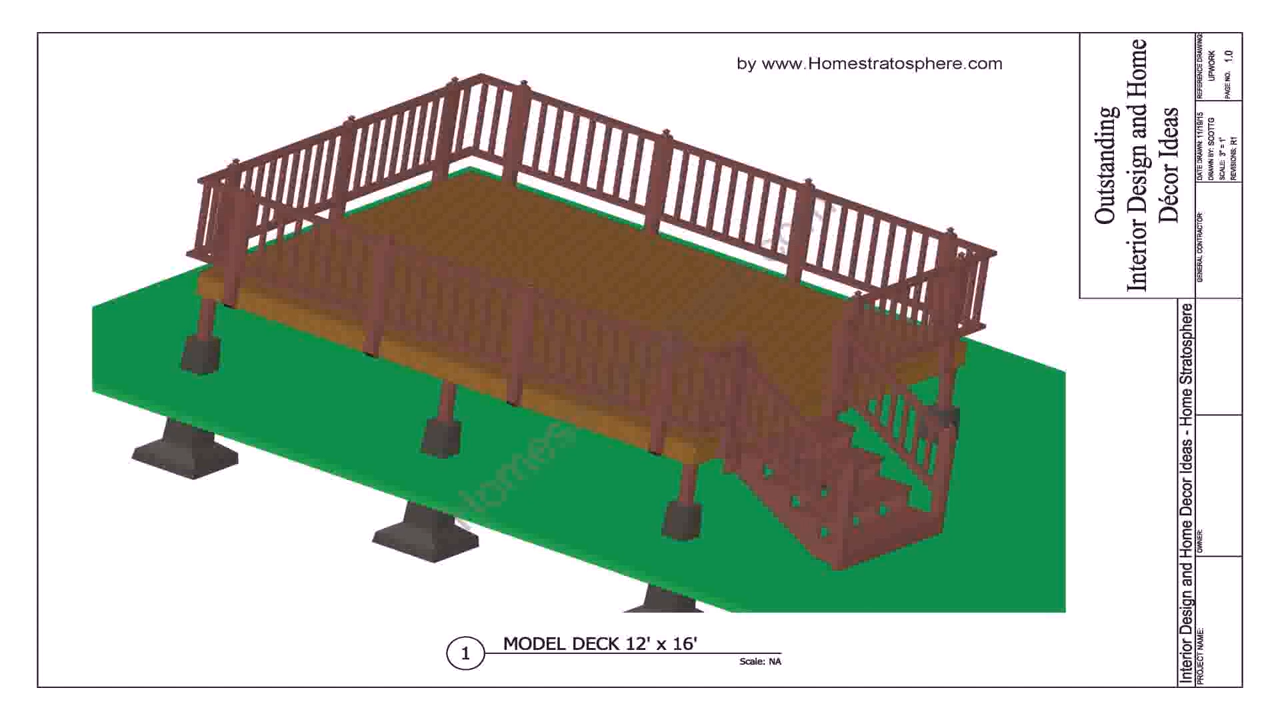 by www.Homestratosphere.com
Outstanding
Interior Design and Home
Décor Ideas
REFERENCE DRAWING:
UPWORK
PAGE NO. 1.0
DATE DRAWN: 11/19/15
DRAWN BY: SCOTTG
SCALE: 3" = 1'
REVISIONS: R1
GENERAL CONTRACTOR:
OWNER:
Interior Design and Home Decor Ideas - Home Stratosphere
PROJECT NAME:
1
MODEL DECK 12' x 16'
Scale: NA